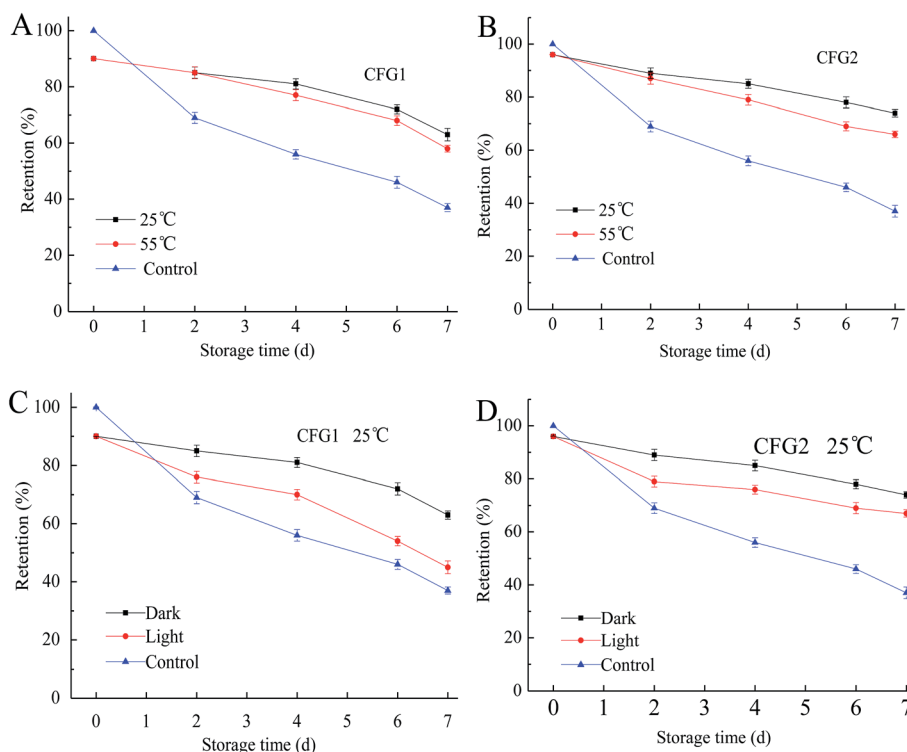 A
CFG1
100
80
60
40
20
0
Retention (%)
25℃
55℃
Control
0 1 2 3 4 5 6 7
Storage time (d)
B
CFG2
100
80
60
40
20
0
Retention (%)
25℃
55℃
Control
0 1 2 3 4 5 6 7
Storage time (d)
C
CFG1 25℃
100
80
60
40
20
0
Retention (%)
Dark
Light
Control
0 1 2 3 4 5 6 7
Storage time (d)
D
CFG2 25℃
100
80
60
40
20
0
Retention (%)
Dark
Light
Control
0 1 2 3 4 5 6 7
Storage time (d)